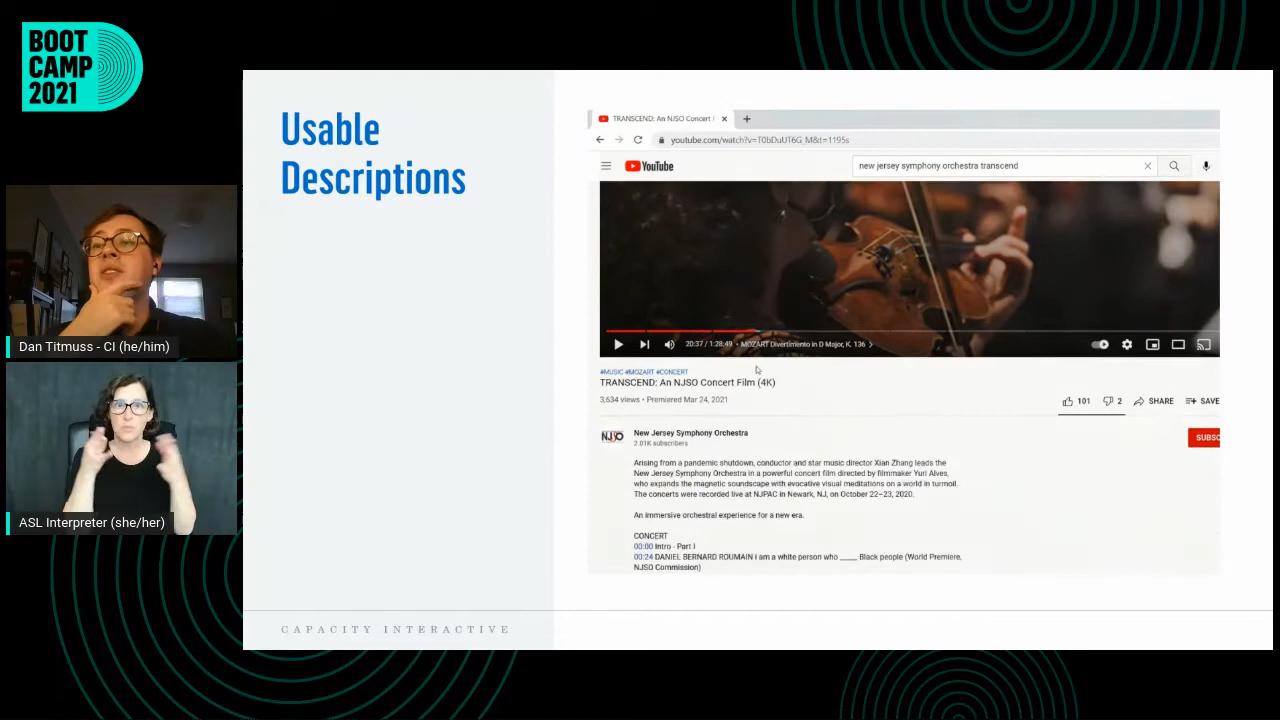 BOOT
CAMP
2021
Dan Titmuss - CI (he/him)
ASL Interpreter (she/her)
Usable
Descriptions
TRANSCEND: An NJSO Concert F
youtube.com/watch?v=T0bDuUT6G_M&t=1195s
YouTube
new jersey symphony orchestra transcend
20:37 / 1:28:49 • MOZART Divertimento in D Major, K. 136
#MUSIC #MOZART #CONCERT
TRANSCEND: An NJSO Concert Film (4K)
3,634 views • Premiered Mar 24, 2021
101 2 SHARE SAVE
NJSO
New Jersey Symphony Orchestra
2.01K subscribers
SUBSC
Arising from a pandemic shutdown, conductor and star music director Xian Zhang leads the
New Jersey Symphony Orchestra in a powerful concert film directed by filmmaker Yuri Alves,
who expands the magnetic soundscape with evocative visual meditations on a world in turmoil.
The concerts were recorded live at NJPAC in Newark, NJ, on October 22–23, 2020.
An immersive orchestral experience for a new era.
CONCERT
00:00 Intro - Part I
00:24 DANIEL BERNARD ROUMAIN i am a white person who ____ Black people (World Premiere,
NJSO Commission)
CAPACITY INTERACTIVE